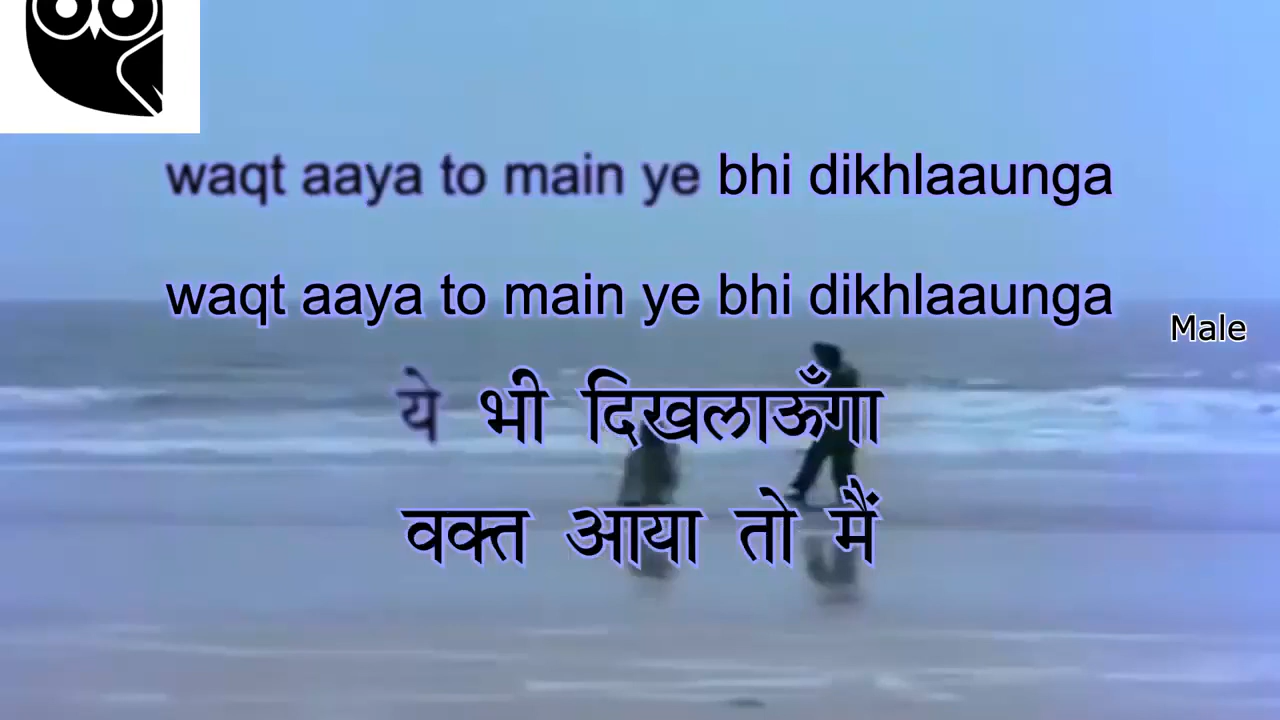 waqt aaya to main ye bhi dikhlaaunga
waqt aaya to main ye bhi dikhlaaunga
Male
ये भी दिखलाऊँगा
वक्त आया तो मैं